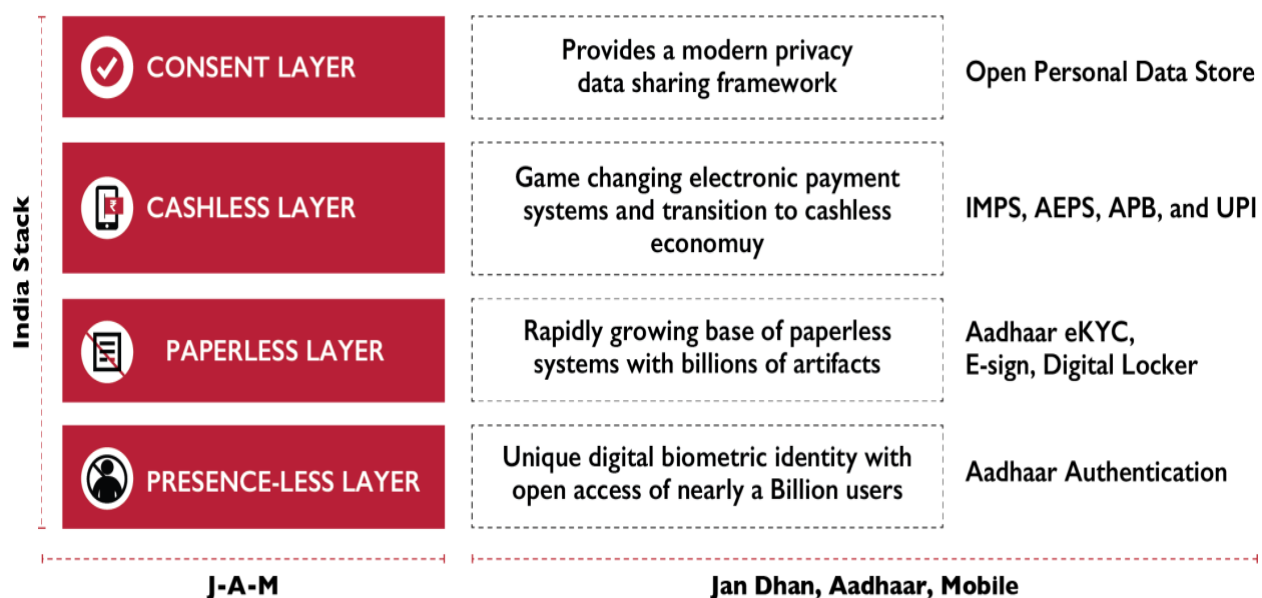 CONSENT LAYER
Provides a modern privacy
data sharing framework
Open Personal Data Store
CASHLESS LAYER
₹
Game changing electronic payment
systems and transition to cashless
economuy
IMPS, AEPS, APB, and UPI
PAPERLESS LAYER
Rapidly growing base of paperless
systems with billions of artifacts
Aadhaar eKYC,
E-sign, Digital Locker
PRESENCE-LESS LAYER
Unique digital biometric identity with
open access of nearly a Billion users
Aadhaar Authentication
India Stack
J-A-M
Jan Dhan, Aadhaar, Mobile